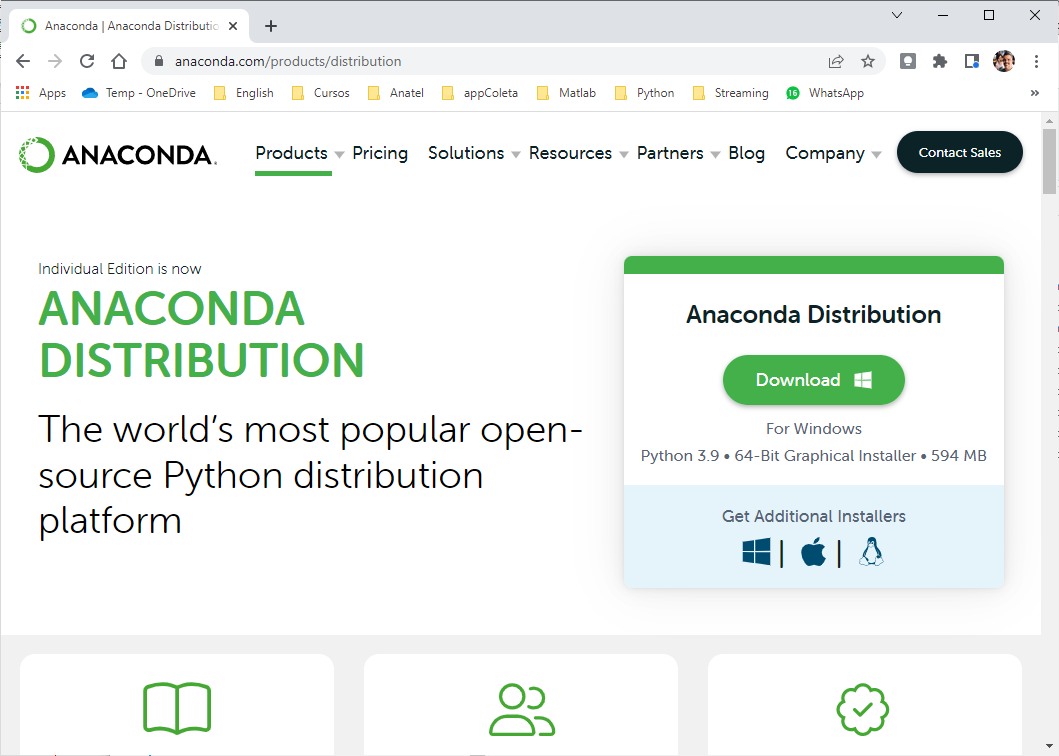 Anaconda | Anaconda Distributio
anaconda.com/products/distribution
Apps Temp - OneDrive English Cursos Anatel appColeta Matlab Python Streaming 16 WhatsApp »
ANACONDA.
Products Pricing Solutions Resources Partners Blog Company Contact Sales
Individual Edition is now
ANACONDA
DISTRIBUTION
The world’s most popular open-
source Python distribution
platform
Anaconda Distribution
Download
For Windows
Python 3.9 • 64-Bit Graphical Installer • 594 MB
Get Additional Installers
| |